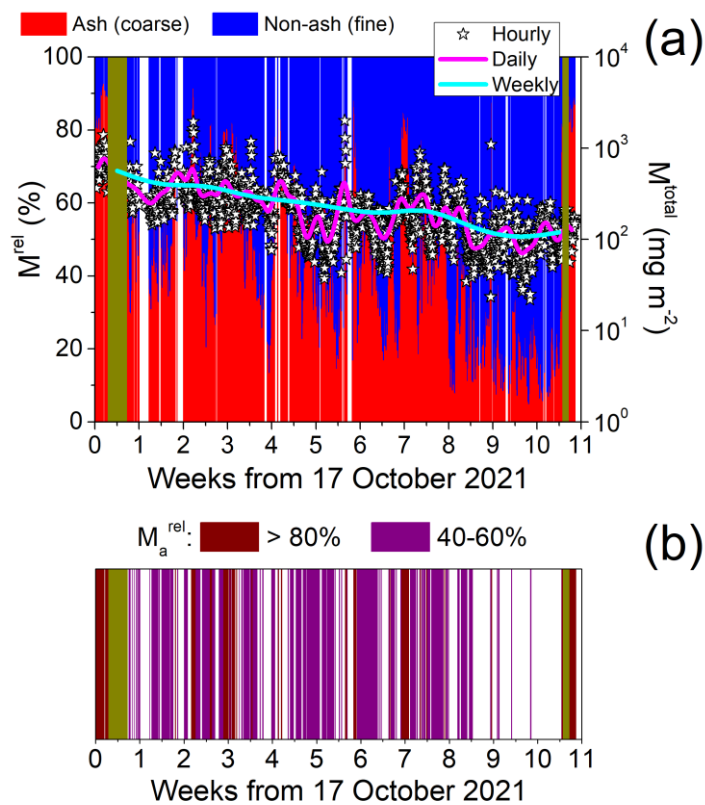 Ash (coarse) Non-ash (fine)
(a)
Hourly
Daily
Weekly
100
80
60
40
20
0
M^rel (%)
10^4
10^3
10^2
10^1
10^0
M^total (mg m^-2)
0 1 2 3 4 5 6 7 8 9 10 11
Weeks from 17 October 2021
(b)
M_a^rel: > 80% 40-60%
0 1 2 3 4 5 6 7 8 9 10 11
Weeks from 17 October 2021